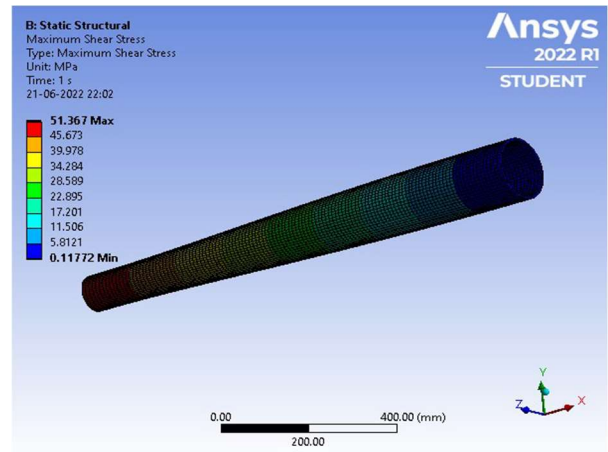 B: Static Structural
Maximum Shear Stress
Type: Maximum Shear Stress
Unit: MPa
Time: 1 s
21-06-2022 22:02
51.367 Max
45.673
39.978
34.284
28.589
22.895
17.201
11.506
5.8121
0.11772 Min
Ansys
2022 R1
STUDENT
Y
Z X
0.00 400.00 (mm)
200.00